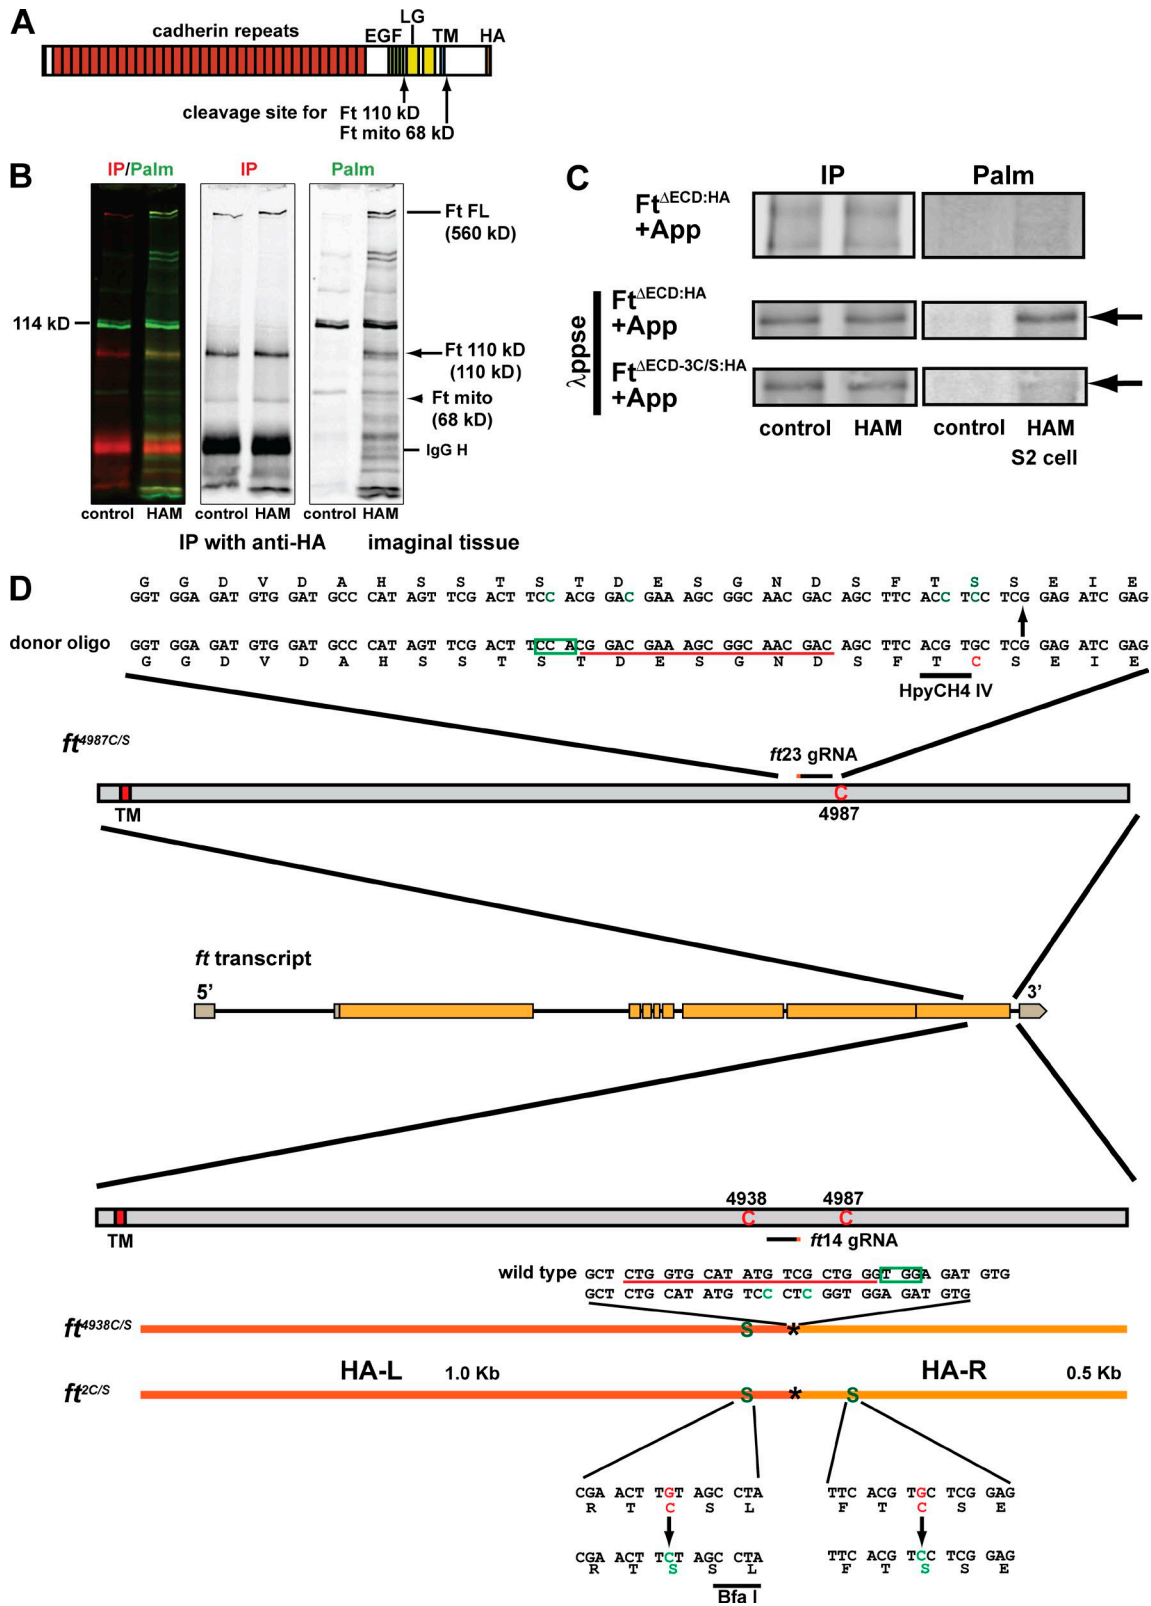 A
cadherin repeats
EGF
LG
TM
HA
cleavage site for
Ft 110 kD
Ft mito 68 kD
B
IP/Palm
IP
Palm
114 kD
Ft FL
(560 kD)
Ft 110 kD
(110 kD)
Ft mito
(68 kD)
IgG H
control HAM
control HAM
control HAM
IP with anti-HA
imaginal tissue
C
IP
Palm
FtΔECD:HA
+App
λppse
FtΔECD:HA
+App
FtΔECD-3C/S:HA
+App
control HAM
control HAM
S2 cell
D
G G D V D A H S S T S T D E S G N D S F T S S E I E
GGT GGA GAT GTG GAT GCC CAT AGT TCG ACT TCC ACG GAC GAA AGC GGC AAC GAC AGC TTC ACC TCC TCG GAG ATC GAG
donor oligo
GGT GGA GAT GTG GAT GCC CAT AGT TCG ACT TCC ACG GAC GAA AGC GGC AAC GAC AGC TTC ACG TGC TCG GAG ATC GAG
G G D V D A H S S T S T D E S G N D S F T C S E I E
HpyCH4 IV
ft4987C/S
ft23 gRNA
C
TM
4987
ft transcript
5’
3’
4938
4987
C
C
TM
ft14 gRNA
wild type GCT CTG GTG CAT ATG TCG CTG GGT GGA GAT GTG
GCT CTG CAT ATG TCC CTC GGT GGA GAT GTG
ft4938C/S
S
*
HA-L
1.0 Kb
HA-R
0.5 Kb
ft2C/S
S
*
S
CGA ACT TGT AGC CTA
R T C S L
TTC ACG TGC TCG GAG
F T C S E
CGA ACT TCT AGC CTA
R T S S L
TTC ACG TCC TCG GAG
F T S S E
Bfa I